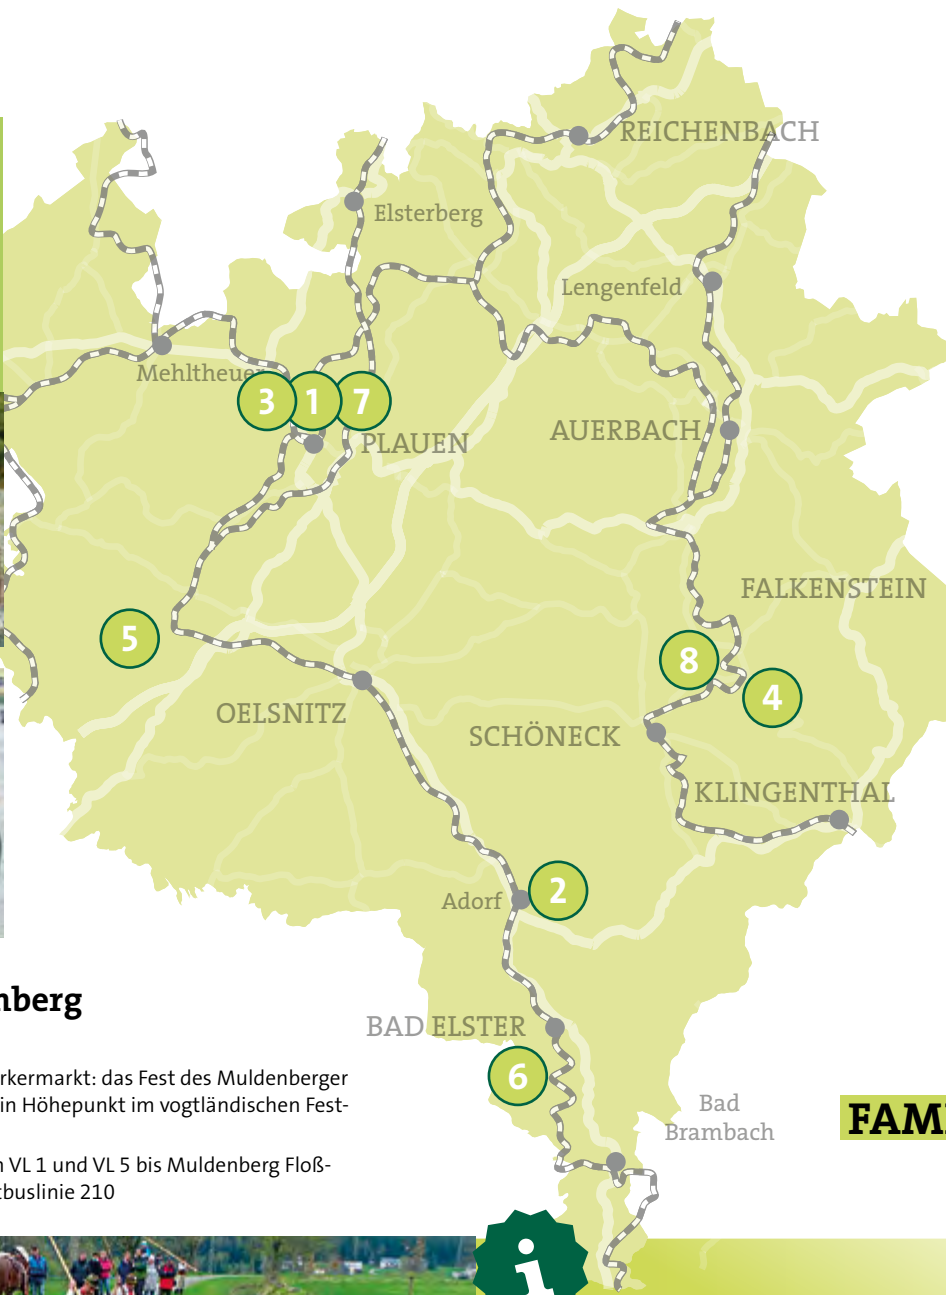 REICHENBACH
Elsterberg
Lengenfeld
Mehltheuer
3 1 7
PLAUEN
AUERBACH
FALKENSTEIN
5
8
4
OELSNITZ
SCHÖNECK
KLINGENTHAL
Adorf
2
BAD ELSTER
6
Bad
Brambach
nberg
rkermarkt: das Fest des Muldenberger
in Höhepunkt im vogtländischen Fest-
VL 1 und VL 5 bis Muldenberg Floß-
tbuslinie 210
FAM
i